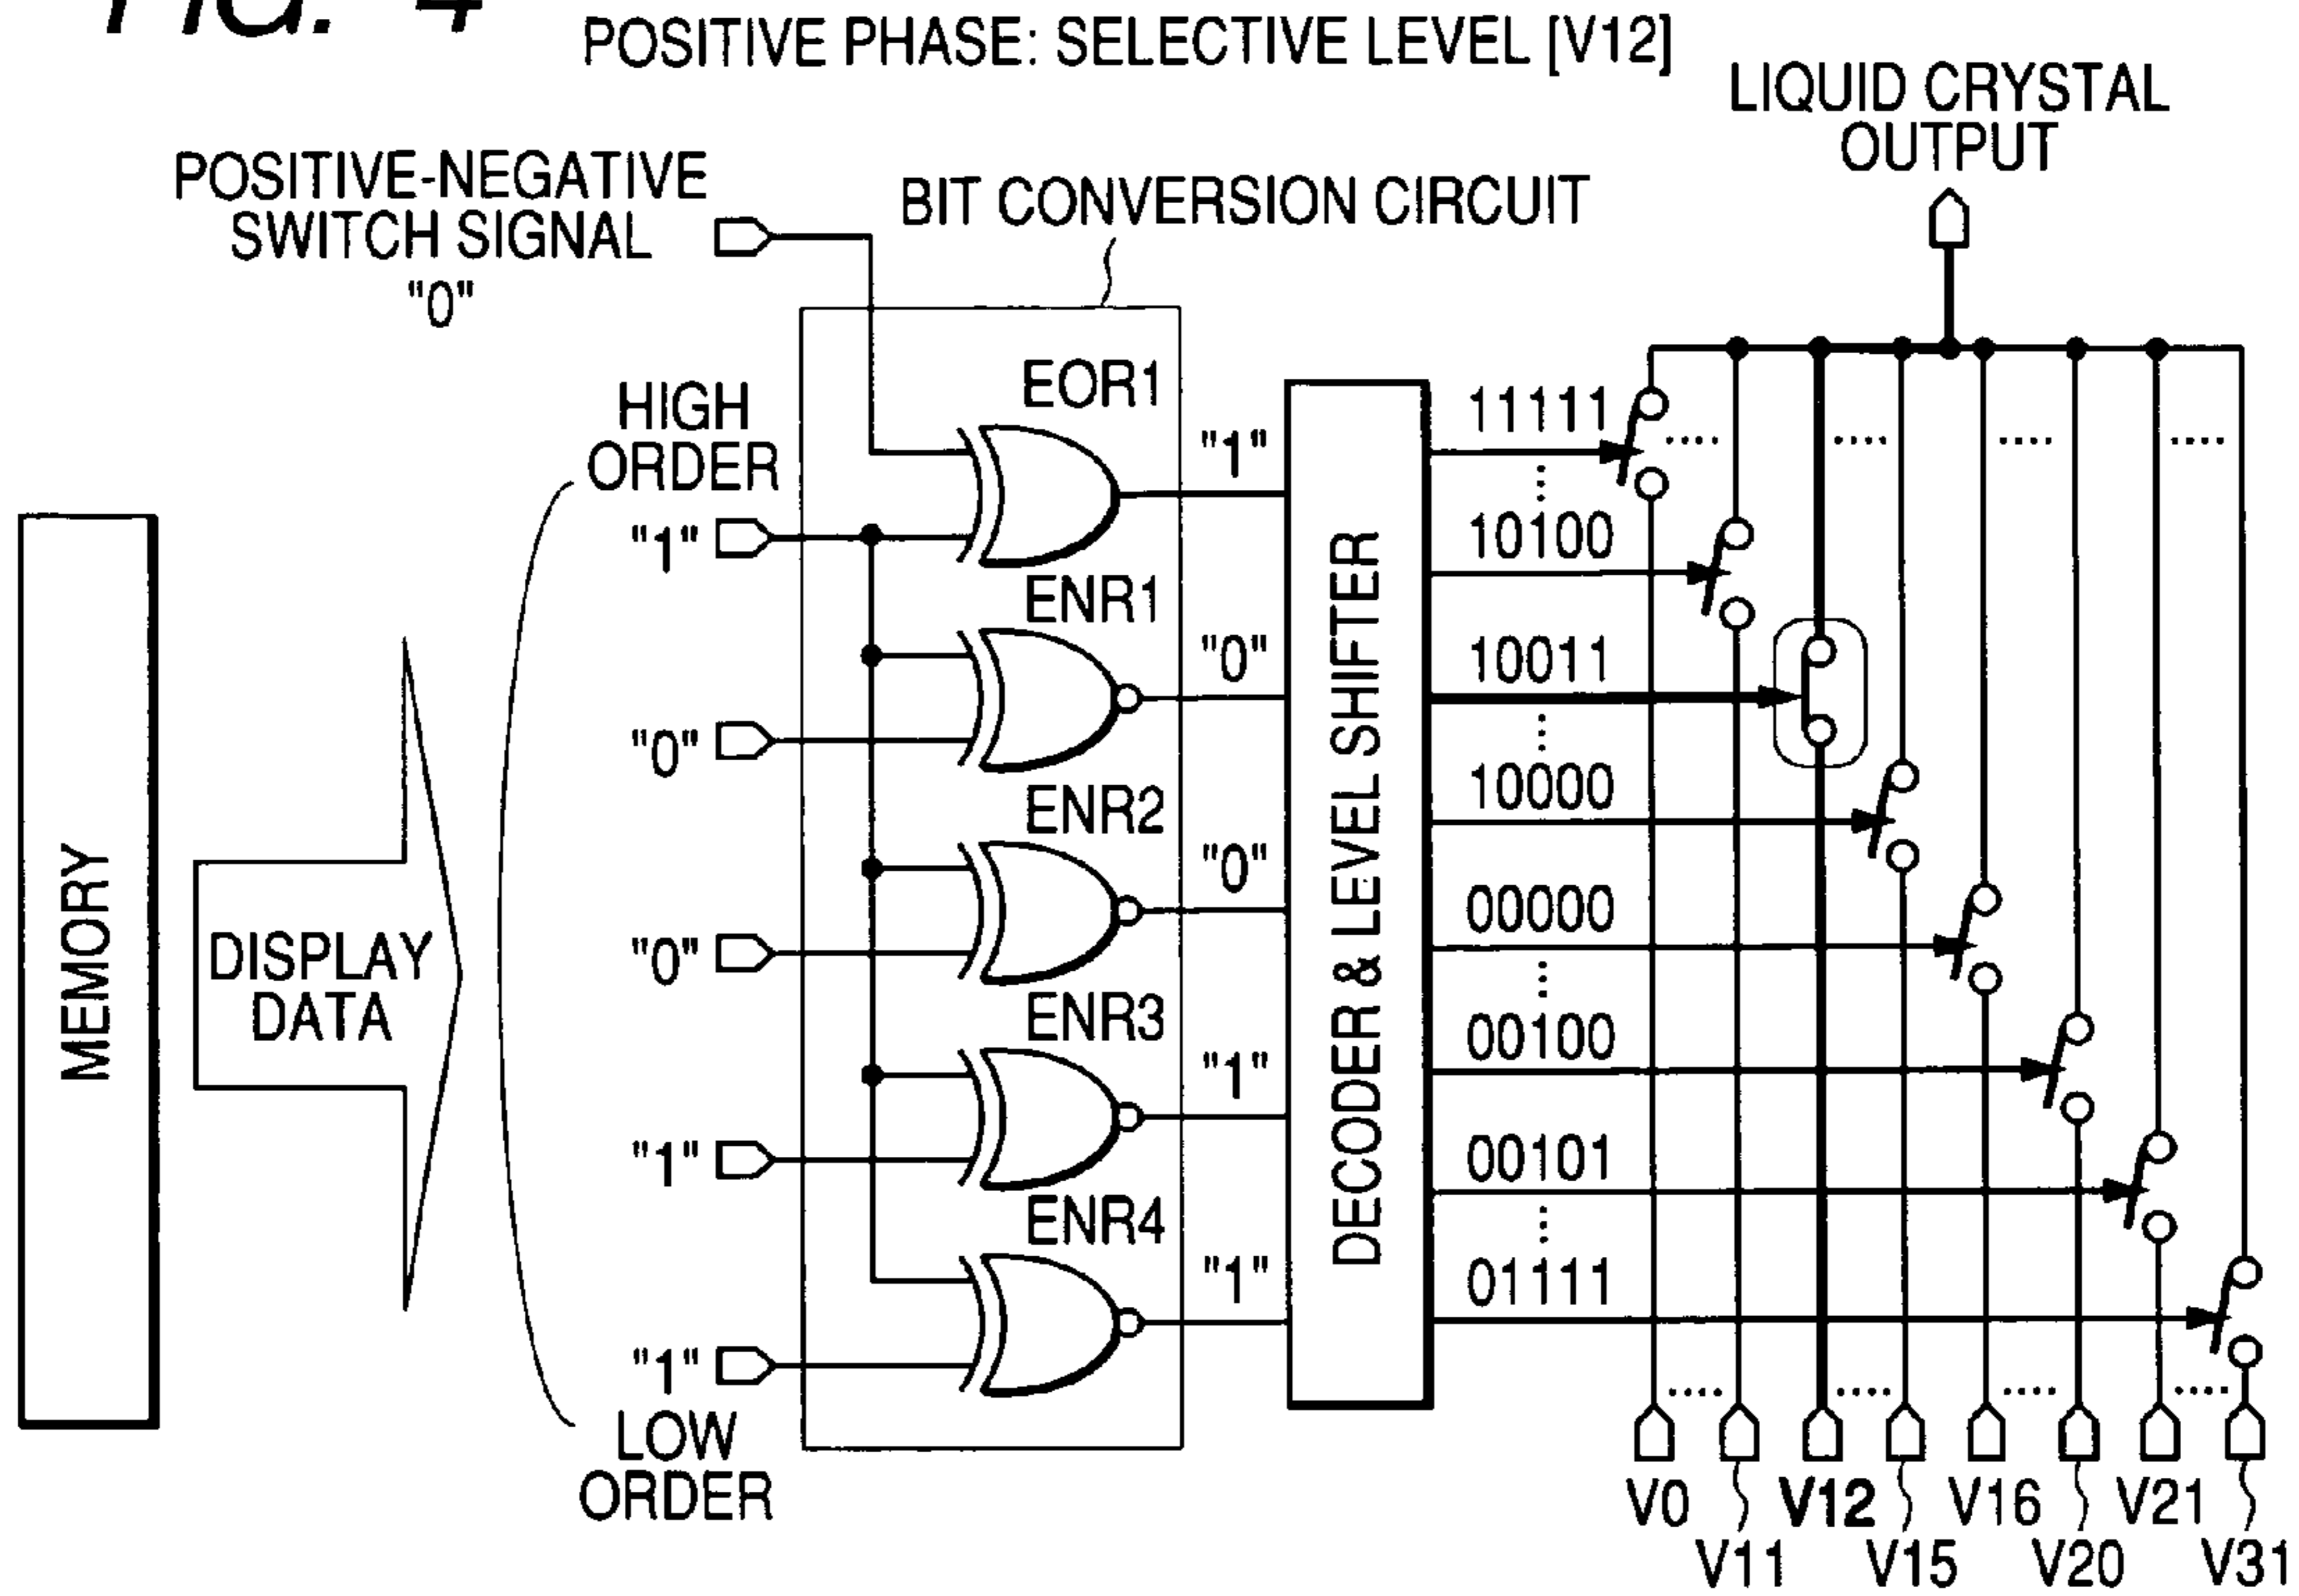 FIG. 4
POSITIVE PHASE: SELECTIVE LEVEL [V12]
LIQUID CRYSTAL
OUTPUT
POSITIVE-NEGATIVE
SWITCH SIGNAL
"0"
BIT CONVERSION CIRCUIT
HIGH
ORDER
"1"
"0"
"0"
"1"
"1"
LOW
ORDER
MEMORY
DISPLAY
DATA
EOR1
ENR1
ENR2
ENR3
ENR4
"1"
"0"
"0"
"1"
"1"
DECODER & LEVEL SHIFTER
11111
10100
10011
10000
00000
00100
00101
01111
V0
V11
V12
V15
V16
V20
V21
V31